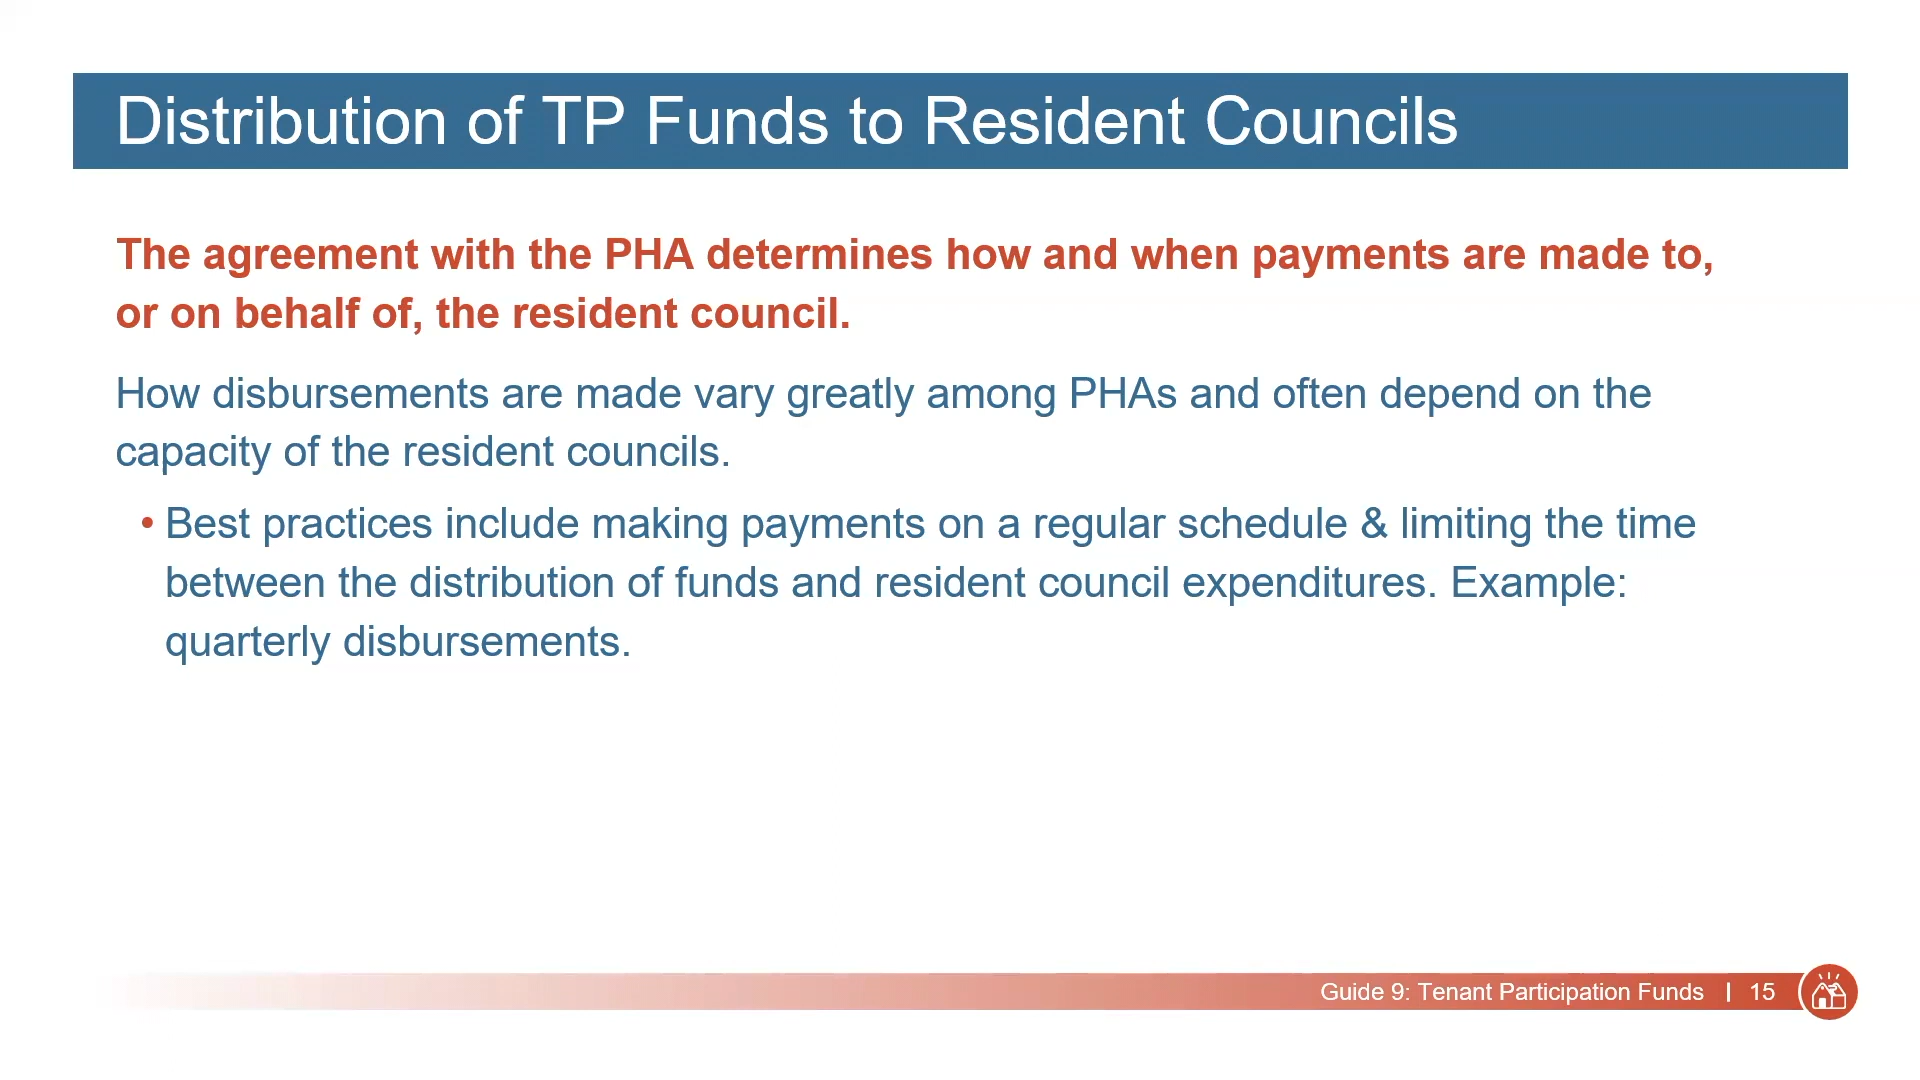 Distribution of TP Funds to Resident Councils
The agreement with the PHA determines how and when payments are made to,
or on behalf of, the resident council.
How disbursements are made vary greatly among PHAs and often depend on the
capacity of the resident councils.
• Best practices include making payments on a regular schedule & limiting the time
between the distribution of funds and resident council expenditures. Example:
quarterly disbursements.
Guide 9: Tenant Participation Funds | 15